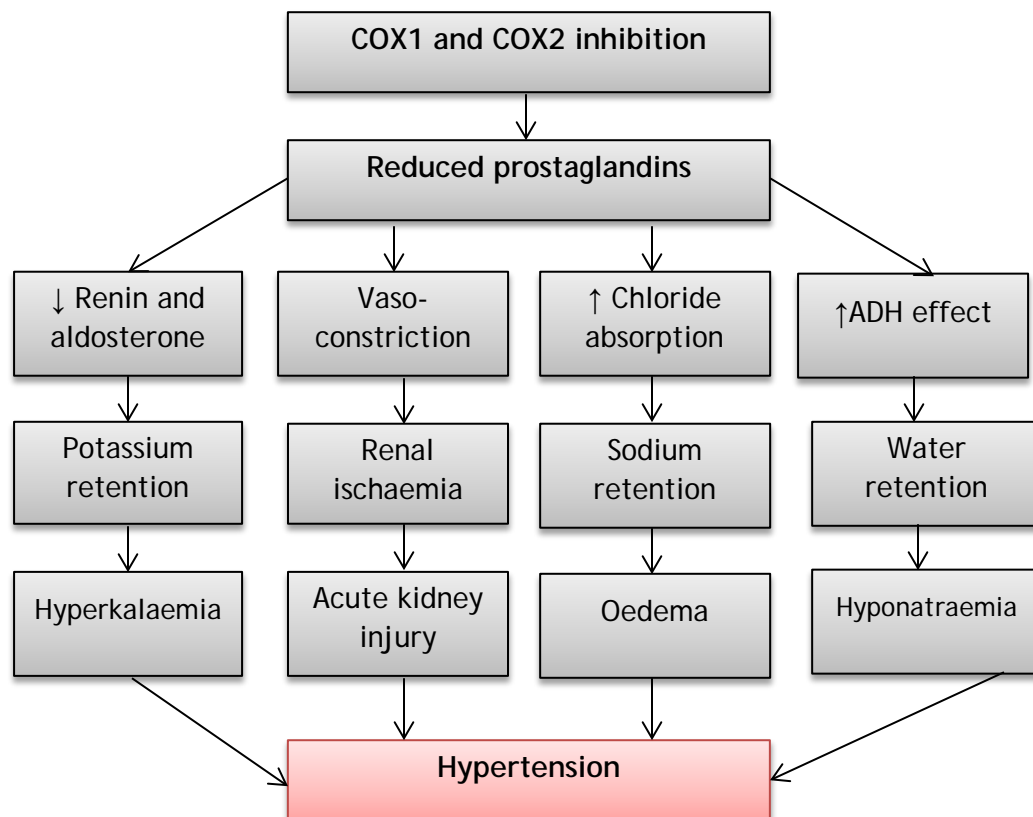 COX1 and COX2 inhibition
Reduced prostaglandins
↓ Renin and
aldosterone
Vaso-
constriction
↑ Chloride
absorption
↑ADH effect
Potassium
retention
Renal
ischaemia
Sodium
retention
Water
retention
Hyperkalaemia
Acute kidney
injury
Oedema
Hyponatraemia
Hypertension